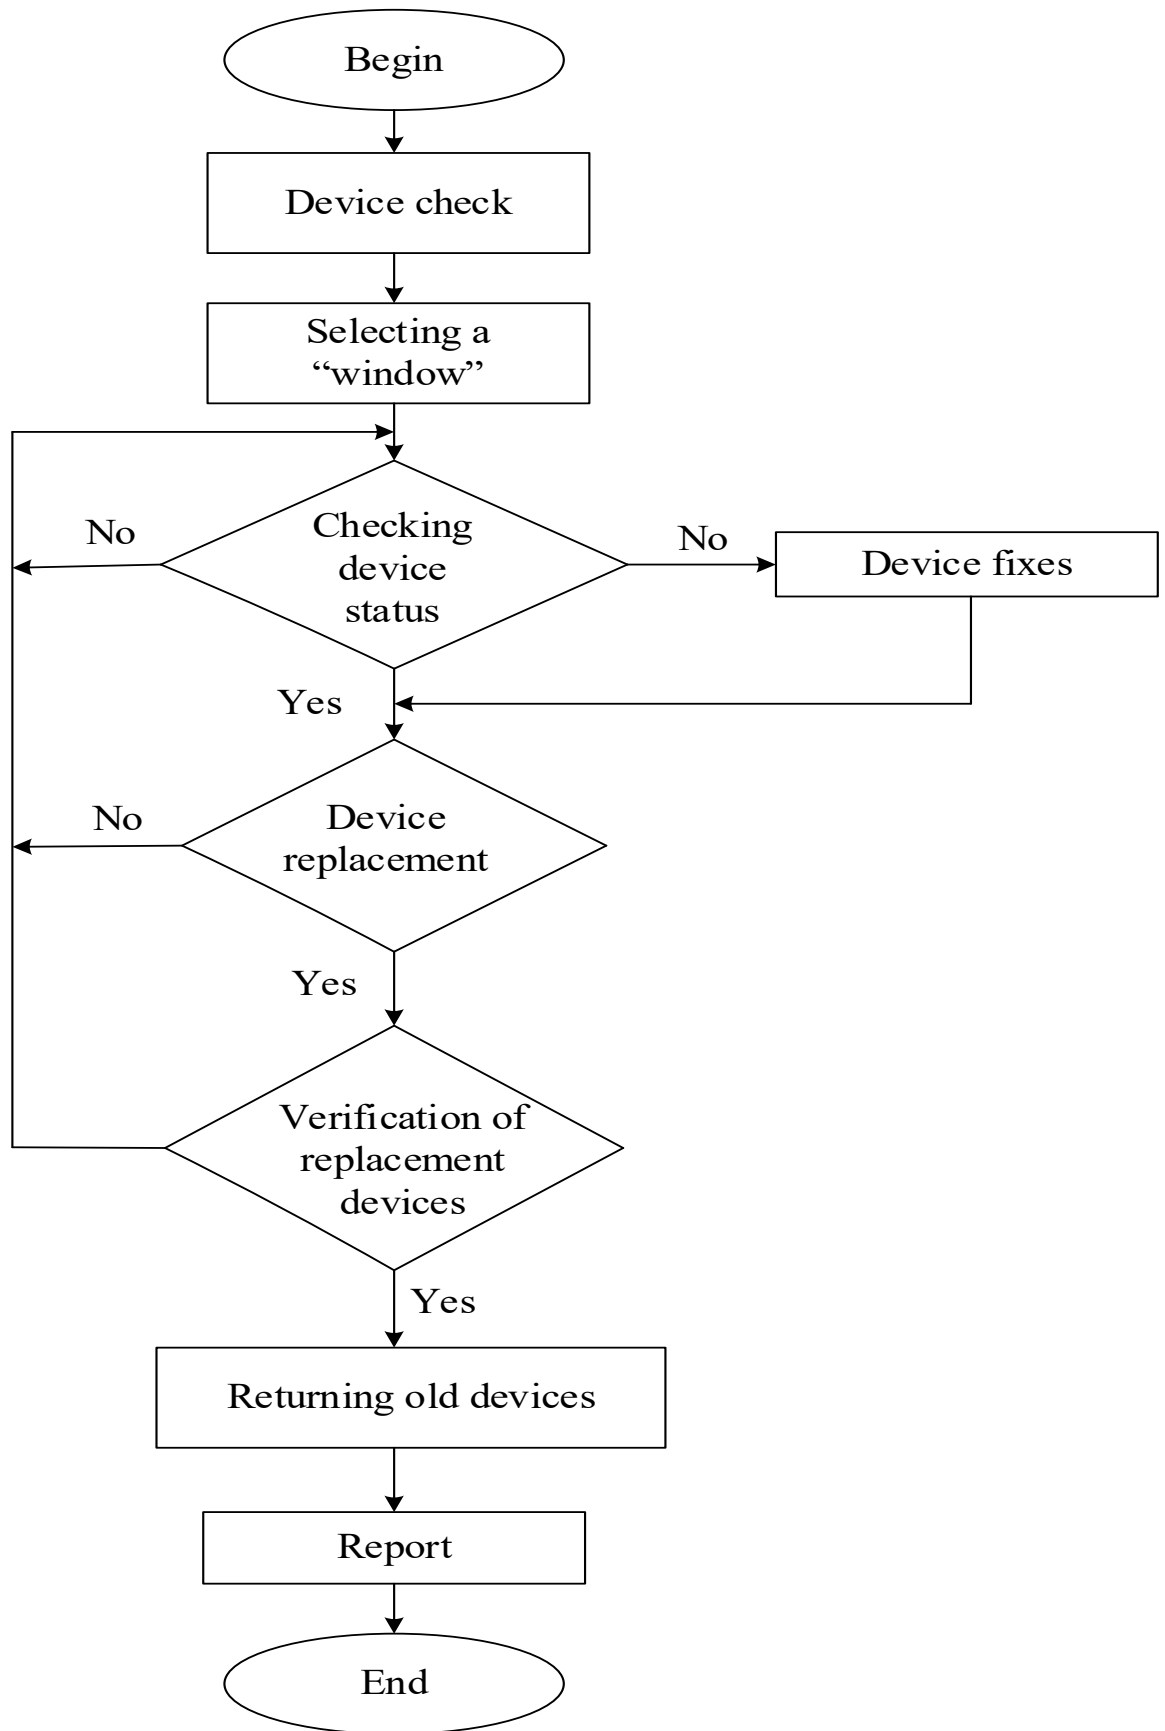 Begin
Device check
Selecting a
“window”
No
Checking
device
status
No
Device fixes
Yes
No
Device
replacement
Yes
Verification of
replacement
devices
Yes
Returning old devices
Report
End